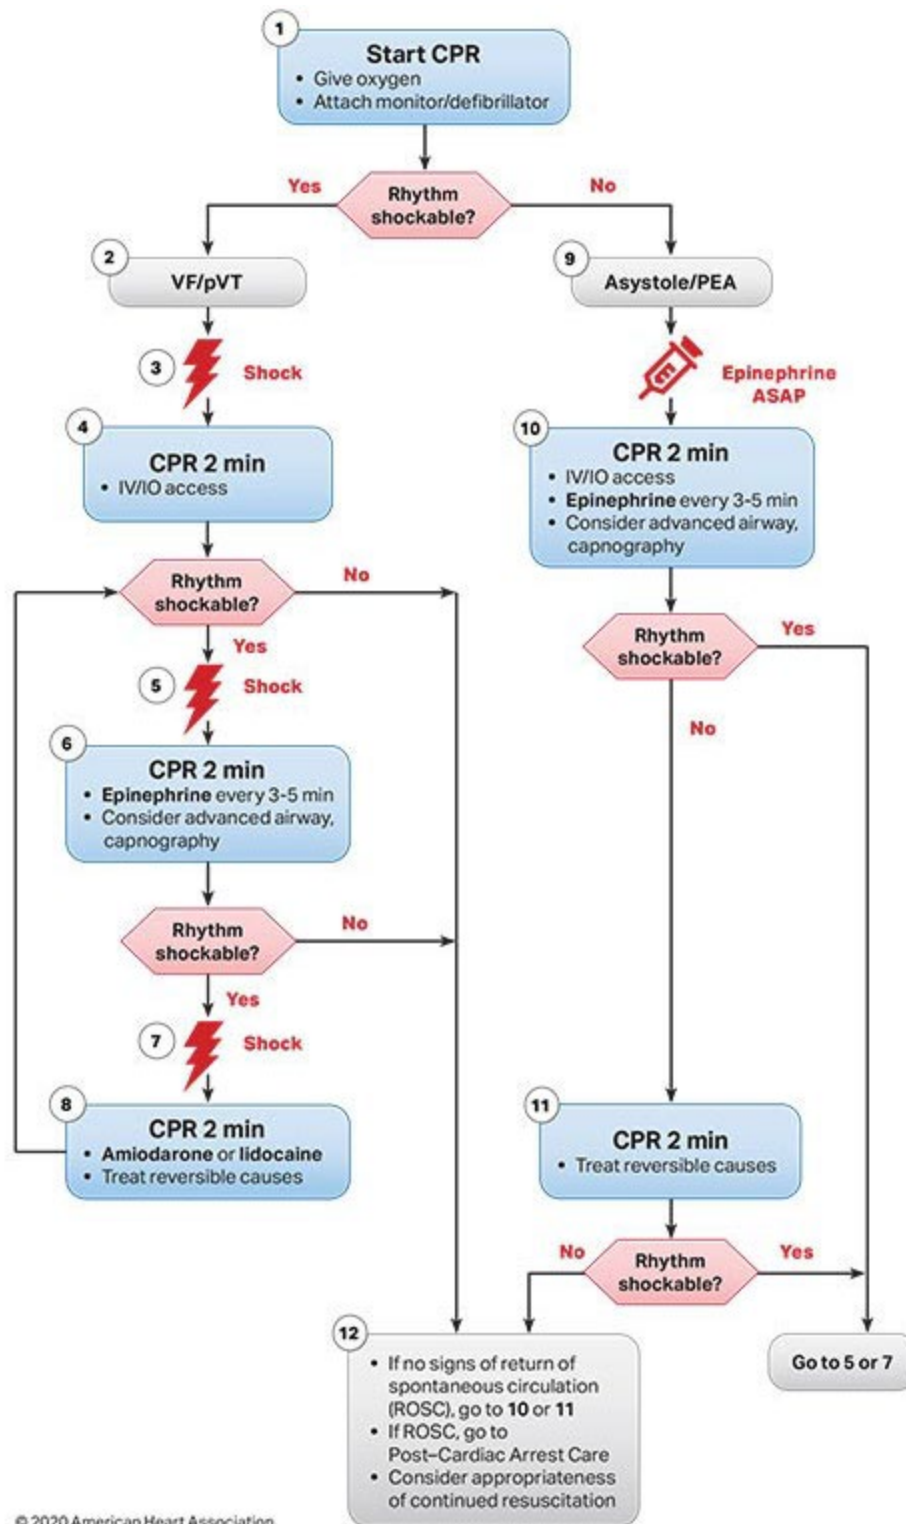 1
Start CPR
• Give oxygen
• Attach monitor/defibrillator
Rhythm
shockable?
Yes
No
2
VF/pVT
3
Shock
4
CPR 2 min
• IV/IO access
Rhythm
shockable?
No
Yes
5
Shock
6
CPR 2 min
• Epinephrine every 3-5 min
• Consider advanced airway,
capnography
Rhythm
shockable?
No
Yes
7
Shock
8
CPR 2 min
• Amiodarone or lidocaine
• Treat reversible causes
9
Asystole/PEA
E
Epinephrine
ASAP
10
CPR 2 min
• IV/IO access
• Epinephrine every 3-5 min
• Consider advanced airway,
capnography
Rhythm
shockable?
Yes
No
11
CPR 2 min
• Treat reversible causes
Rhythm
shockable?
No
Yes
12
• If no signs of return of
spontaneous circulation
(ROSC), go to 10 or 11
• If ROSC, go to
Post–Cardiac Arrest Care
• Consider appropriateness
of continued resuscitation
Go to 5 or 7
© 2020 American Heart Association